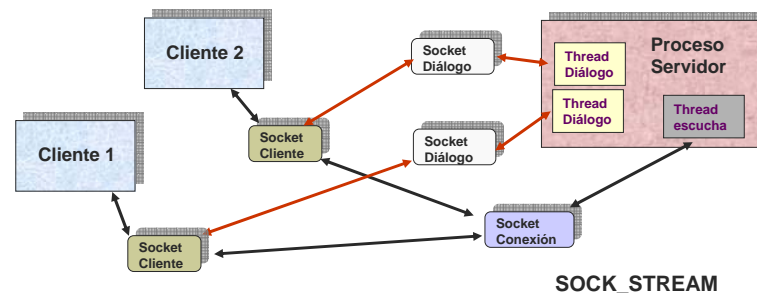 Cliente 2
Socket
Diálogo
Thread
Diálogo
Proceso
Servidor
Thread
Diálogo
Thread
escucha
Socket
Cliente
Socket
Diálogo
Cliente 1
Socket
Conexión
Socket
Cliente
SOCK_STREAM